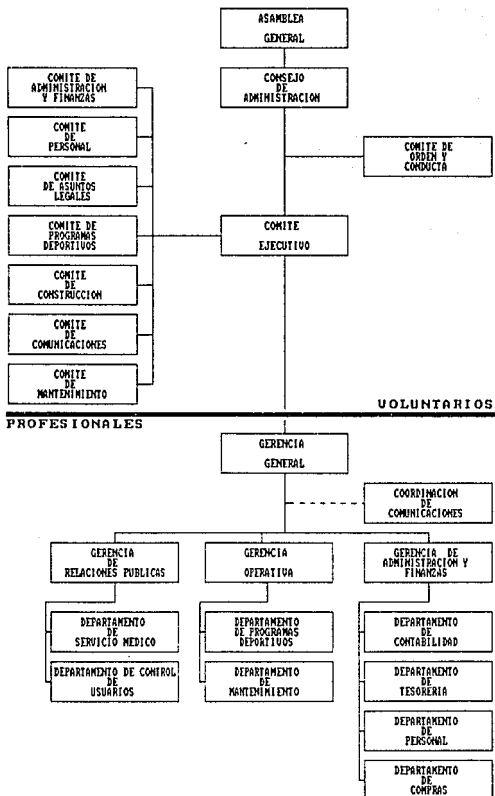 ASAMBLEA
GENERAL
CONSEJO
DE
ADMINISTRACION
COMITE DE
ADMINISTRACION
Y FINANZAS
COMITE
DE
PERSONAL
COMITE DE
ORDEN Y
CONDUCTA
COMITE
DE ASUNTOS
LEGALES
COMITE DE
PROGRAMAS
DEPORTIVOS
COMITE
EJECUTIVO
COMITE
DE
CONSTRUCCION
COMITE
DE
COMUNICACIONES
COMITE
DE
MANTENIMIENTO
VOLUNTARIOS
PROFESIONALES
GERENCIA
GENERAL
COORDINACION
DE
COMUNICACIONES
GERENCIA
DE
RELACIONES PUBLICAS
GERENCIA
OPERATIVA
GERENCIA DE
ADMINISTRACION Y
FINANZAS
DEPARTAMENTO
DE
SERVICIO MEDICO
DEPARTAMENTO
DE PROGRAMAS
DEPORTIVOS
DEPARTAMENTO
DE
CONTABILIDAD
DEPARTAMENTO DE CONTROL
DE
USUARIOS
DEPARTAMENTO
DE
MANTENIMIENTO
DEPARTAMENTO
DE
TESORERIA
DEPARTAMENTO
DE
PERSONAL
DEPARTAMENTO
DE
COMPRAS